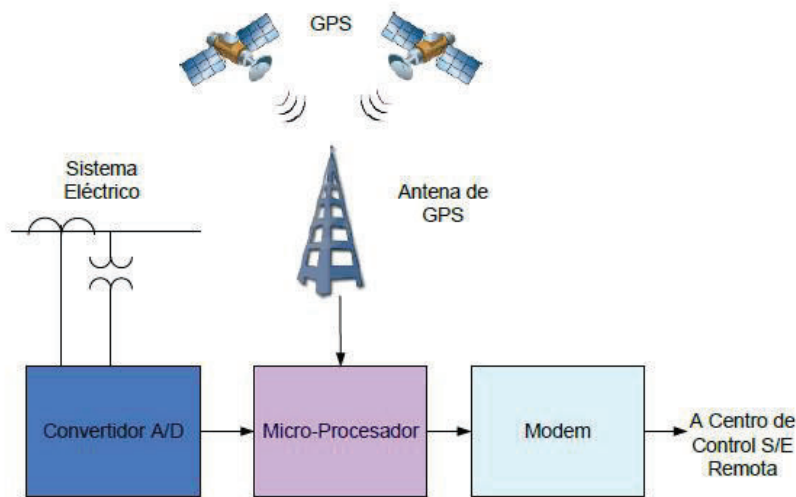 GPS
Sistema
Eléctrico
Antena de
GPS
Convertidor A/D
Micro-Procesador
Modem
A Centro de
Control S/E
Remota